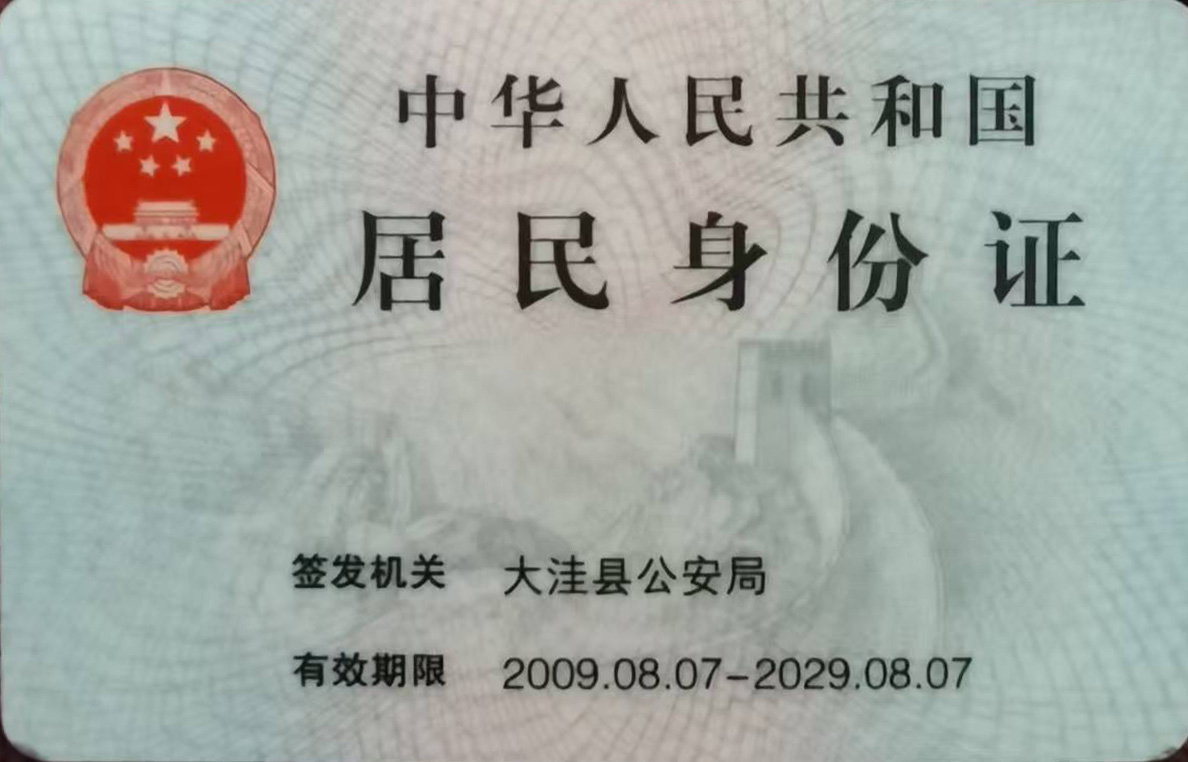 中华人民共和国
居民身份证
签发机关 大洼县公安局
有效期限 2009.08.07-2029.08.07